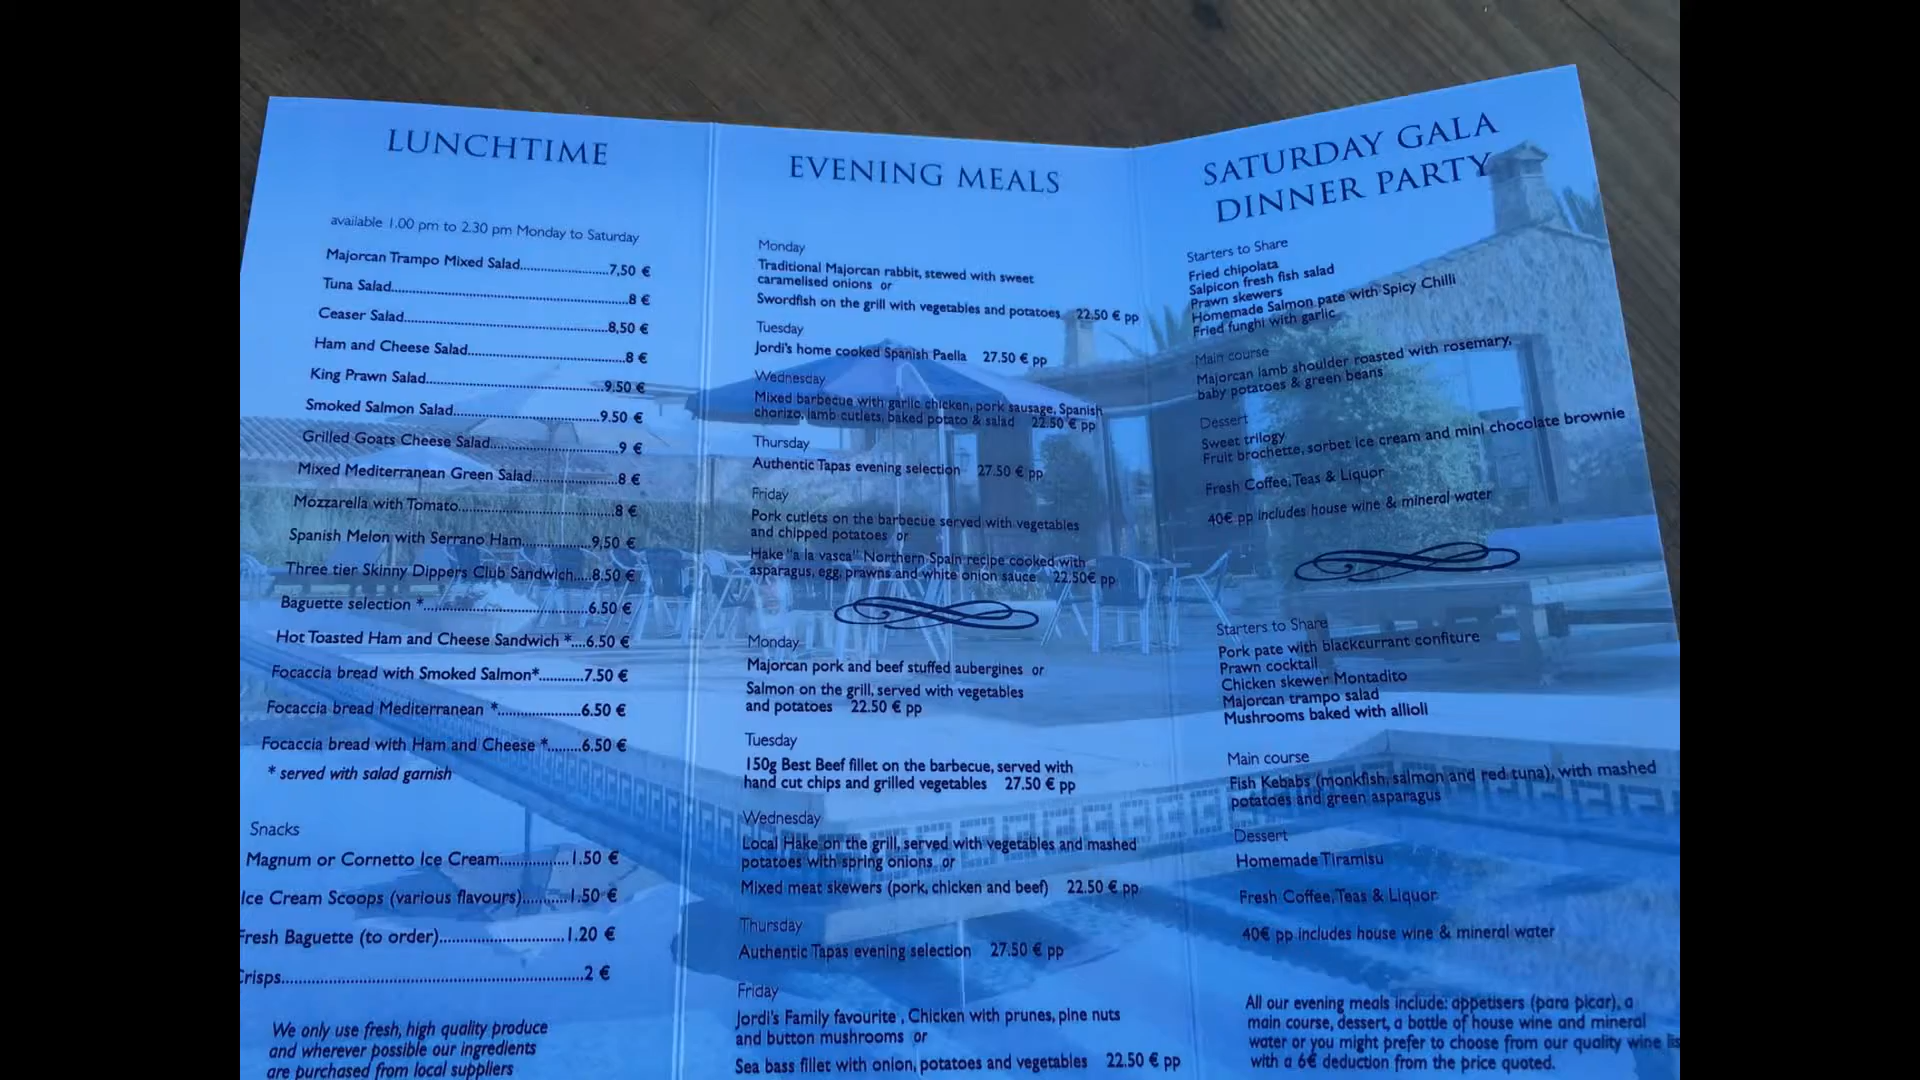 LUNCHTIME
available 1.00 pm to 2.30 pm Monday to Saturday
Majorcan Trampo Mixed Salad......................7,50 €
Tuna Salad..........................................................8 €
Ceaser Salad..................................................8,50 €
Ham and Cheese Salad......................................8 €
King Prawn Salad...........................................9.50 €
Smoked Salmon Salad...................................9.50 €
Grilled Goats Cheese Salad...............................9 €
Mixed Mediterranean Green Salad.....................8 €
Mozzarella with Tomato......................................8 €
Spanish Melon with Serrano Ham.................9,50 €
Three tier Skinny Dippers Club Sandwich....8.50 €
Baguette selection *.......................................6.50 €
Hot Toasted Ham and Cheese Sandwich *....6.50 €
Focaccia bread with Smoked Salmon*...........7.50 €
Focaccia bread Mediterranean *....................6.50 €
Focaccia bread with Ham and Cheese *........6.50 €
* served with salad garnish
Snacks
Magnum or Cornetto Ice Cream................1.50 €
Ice Cream Scoops (various flavours)..........1.50 €
Fresh Baguette (to order)............................1.20 €
Crisps....................................................................2 €
We only use fresh, high quality produce
and wherever possible our ingredients
are purchased from local suppliers
EVENING MEALS
Monday
Traditional Majorcan rabbit, stewed with sweet
caramelised onions or
Swordfish on the grill with vegetables and potatoes 22.50 € pp
Tuesday
Jordi's home cooked Spanish Paella 27.50 € pp
Wednesday
Mixed barbecue with garlic chicken, pork sausage, Spanish
chorizo, lamb cutlets, baked potato & salad 22.50 € pp
Thursday
Authentic Tapas evening selection 27.50 € pp
Friday
Pork cutlets on the barbecue served with vegetables
and chipped potatoes or
Hake "a la vasca" Northern Spain recipe cooked with
asparagus, egg, prawns and white onion sauce 22.50€ pp
Monday
Majorcan pork and beef stuffed aubergines or
Salmon on the grill, served with vegetables
and potatoes 22.50 € pp
Tuesday
150g Best Beef fillet on the barbecue, served with
hand cut chips and grilled vegetables 27.50 € pp
Wednesday
Local Hake on the grill, served with vegetables and mashed
potatoes with spring onions or
Mixed meat skewers (pork, chicken and beef) 22.50 € pp
Thursday
Authentic Tapas evening selection 27.50 € pp
Friday
Jordi's Family favourite , Chicken with prunes, pine nuts
and button mushrooms or
Sea bass fillet with onion, potatoes and vegetables 22.50 € pp
SATURDAY GALA
DINNER PARTY
Starters to Share
Fried chipolata
Salpicon fresh fish salad
Prawn skewers
Homemade Salmon pate with Spicy Chilli
Fried funghi with garlic
Main course
Majorcan lamb shoulder roasted with rosemary,
baby potatoes & green beans
Dessert
Sweet trilogy
Fruit brochette, sorbet ice cream and mini chocolate brownie
Fresh Coffee, Teas & Liquor
40€ pp includes house wine & mineral water
Starters to Share
Pork pate with blackcurrant confiture
Prawn cocktail
Chicken skewer Montadito
Majorcan trampo salad
Mushrooms baked with allioli
Main course
Fish Kebabs (monkfish, salmon and red tuna), with mashed
potatoes and green asparagus
Dessert
Homemade Tiramisu
Fresh Coffee, Teas & Liquor
40€ pp includes house wine & mineral water
All our evening meals include: appetisers (para picar), a
main course, dessert, a bottle of house wine and mineral
water or you might prefer to choose from our quality wine lis
with a 6€ deduction from the price quoted.